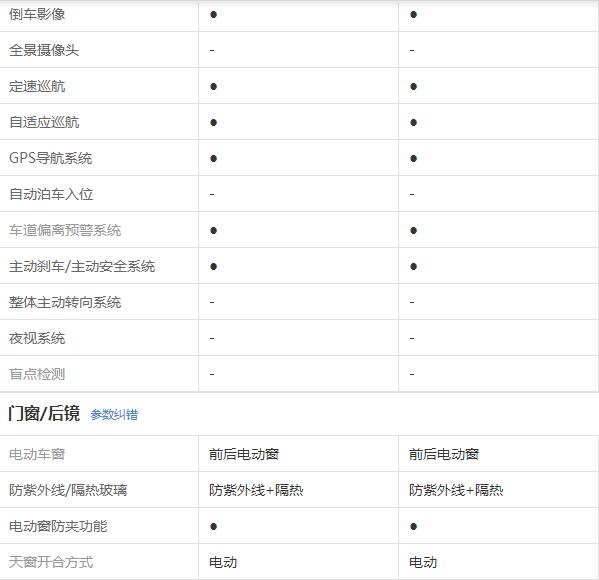 倒车影像 ● ●
全景摄像头 - -
定速巡航 ● ●
自适应巡航 ● ●
GPS导航系统 ● ●
自动泊车入位 - -
车道偏离预警系统 ● ●
主动刹车/主动安全系统 ● ●
整体主动转向系统 - -
夜视系统 - -
盲点检测 - -
门窗/后镜 参数纠错
电动车窗 前后电动窗 前后电动窗
防紫外线/隔热玻璃 防紫外线+隔热 防紫外线+隔热
电动窗防夹功能 ● ●
天窗开合方式 电动 电动